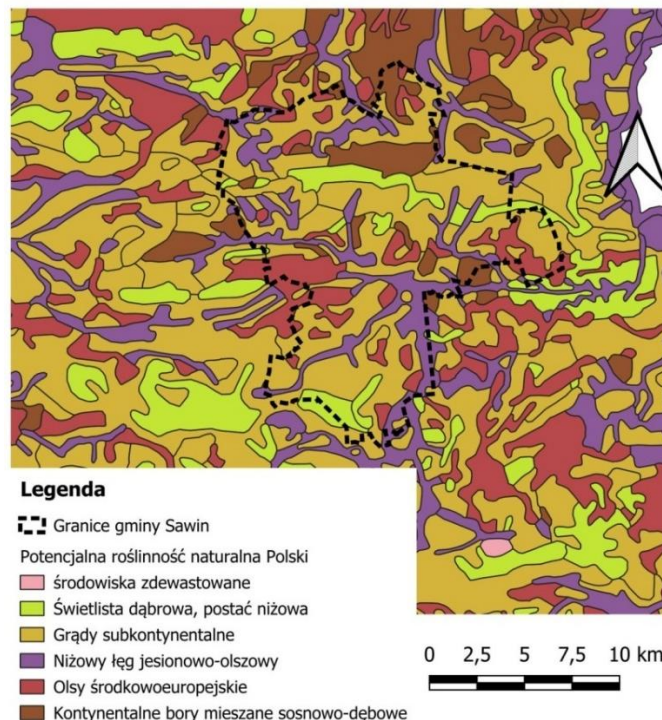 Legenda
Granice gminy Sawin
Potencjalna roślinność naturalna Polski
środowiska zdewastowane
Świetlista dąbrowa, postać niżowa
Grądy subkontynentalne
Niżowy łęg jesionowo-olszowy
Olsy środkowoeuropejskie
Kontynentalne bory mieszane sosnowo-dębowe
0 2,5 5 7,5 10 km